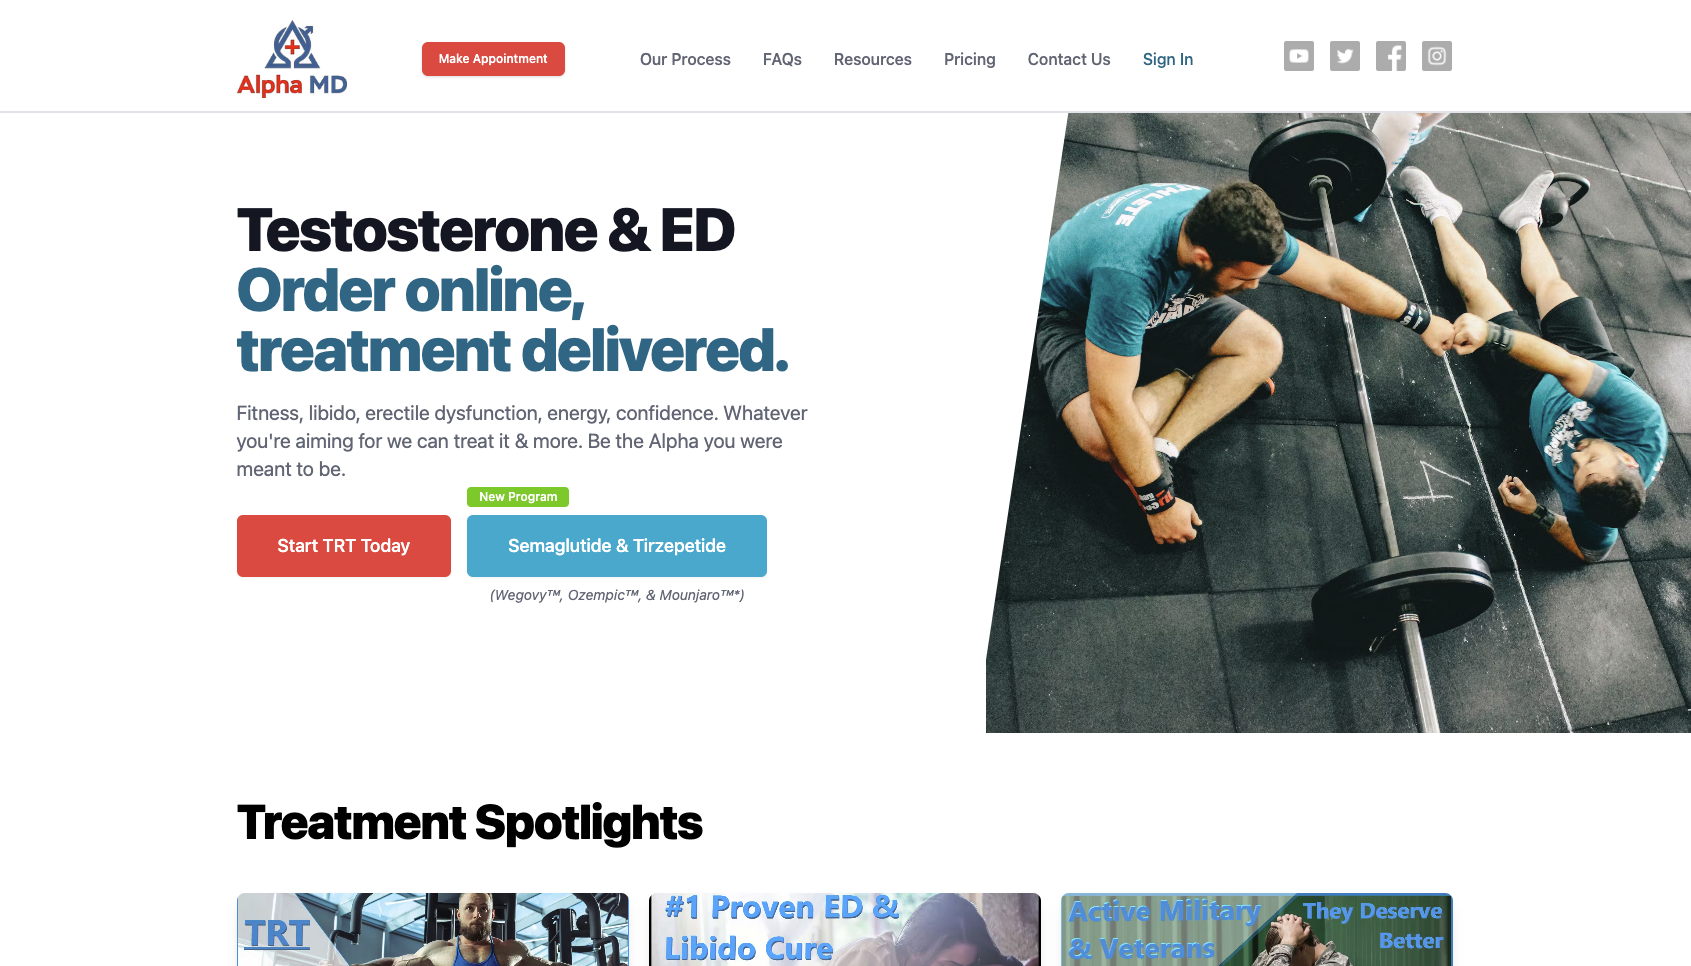 Alpha MD
Make Appointment
Our Process
FAQs
Resources
Pricing
Contact Us
Sign In
Testosterone & ED
Order online,
treatment delivered.
Fitness, libido, erectile dysfunction, energy, confidence. Whatever
you're aiming for we can treat it & more. Be the Alpha you were
meant to be.
New Program
Start TRT Today
Semaglutide & Tirzepetide
(Wegovy™, Ozempic™, & Mounjaro™*)
ATHLETE
Treatment Spotlights
TRT
#1 Proven ED &
Libido Cure
Active Military
& Veterans
They Deserve
Better